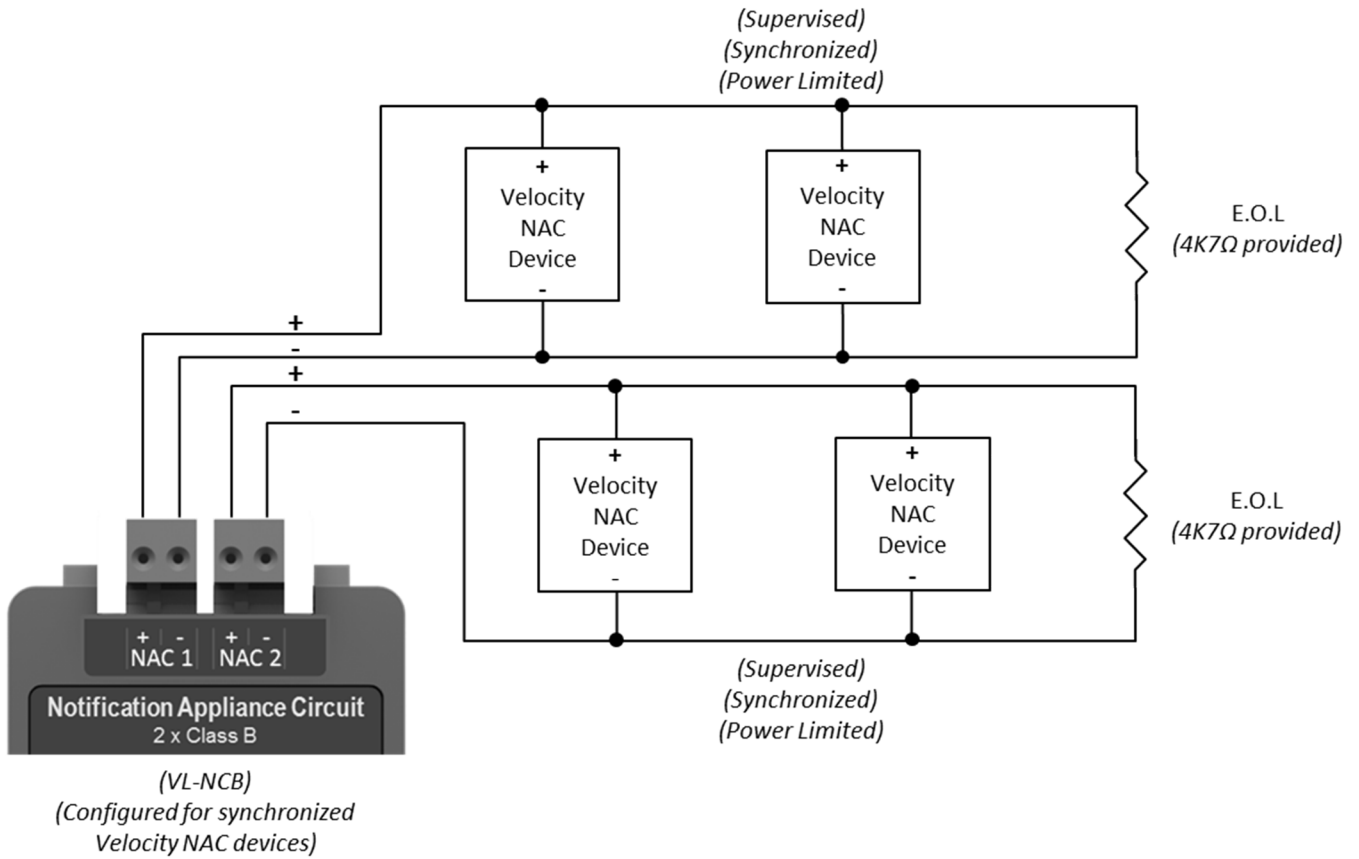 (Supervised)
(Synchronized)
(Power Limited)
+
Velocity
NAC
Device
-
+
Velocity
NAC
Device
-
E.O.L
(4K7Ω provided)
+
-
+
-
+
Velocity
NAC
Device
-
+
Velocity
NAC
Device
-
E.O.L
(4K7Ω provided)
+ - + -
NAC 1 NAC 2
Notification Appliance Circuit
2 x Class B
(Supervised)
(Synchronized)
(Power Limited)
(VL-NCB)
(Configured for synchronized
Velocity NAC devices)